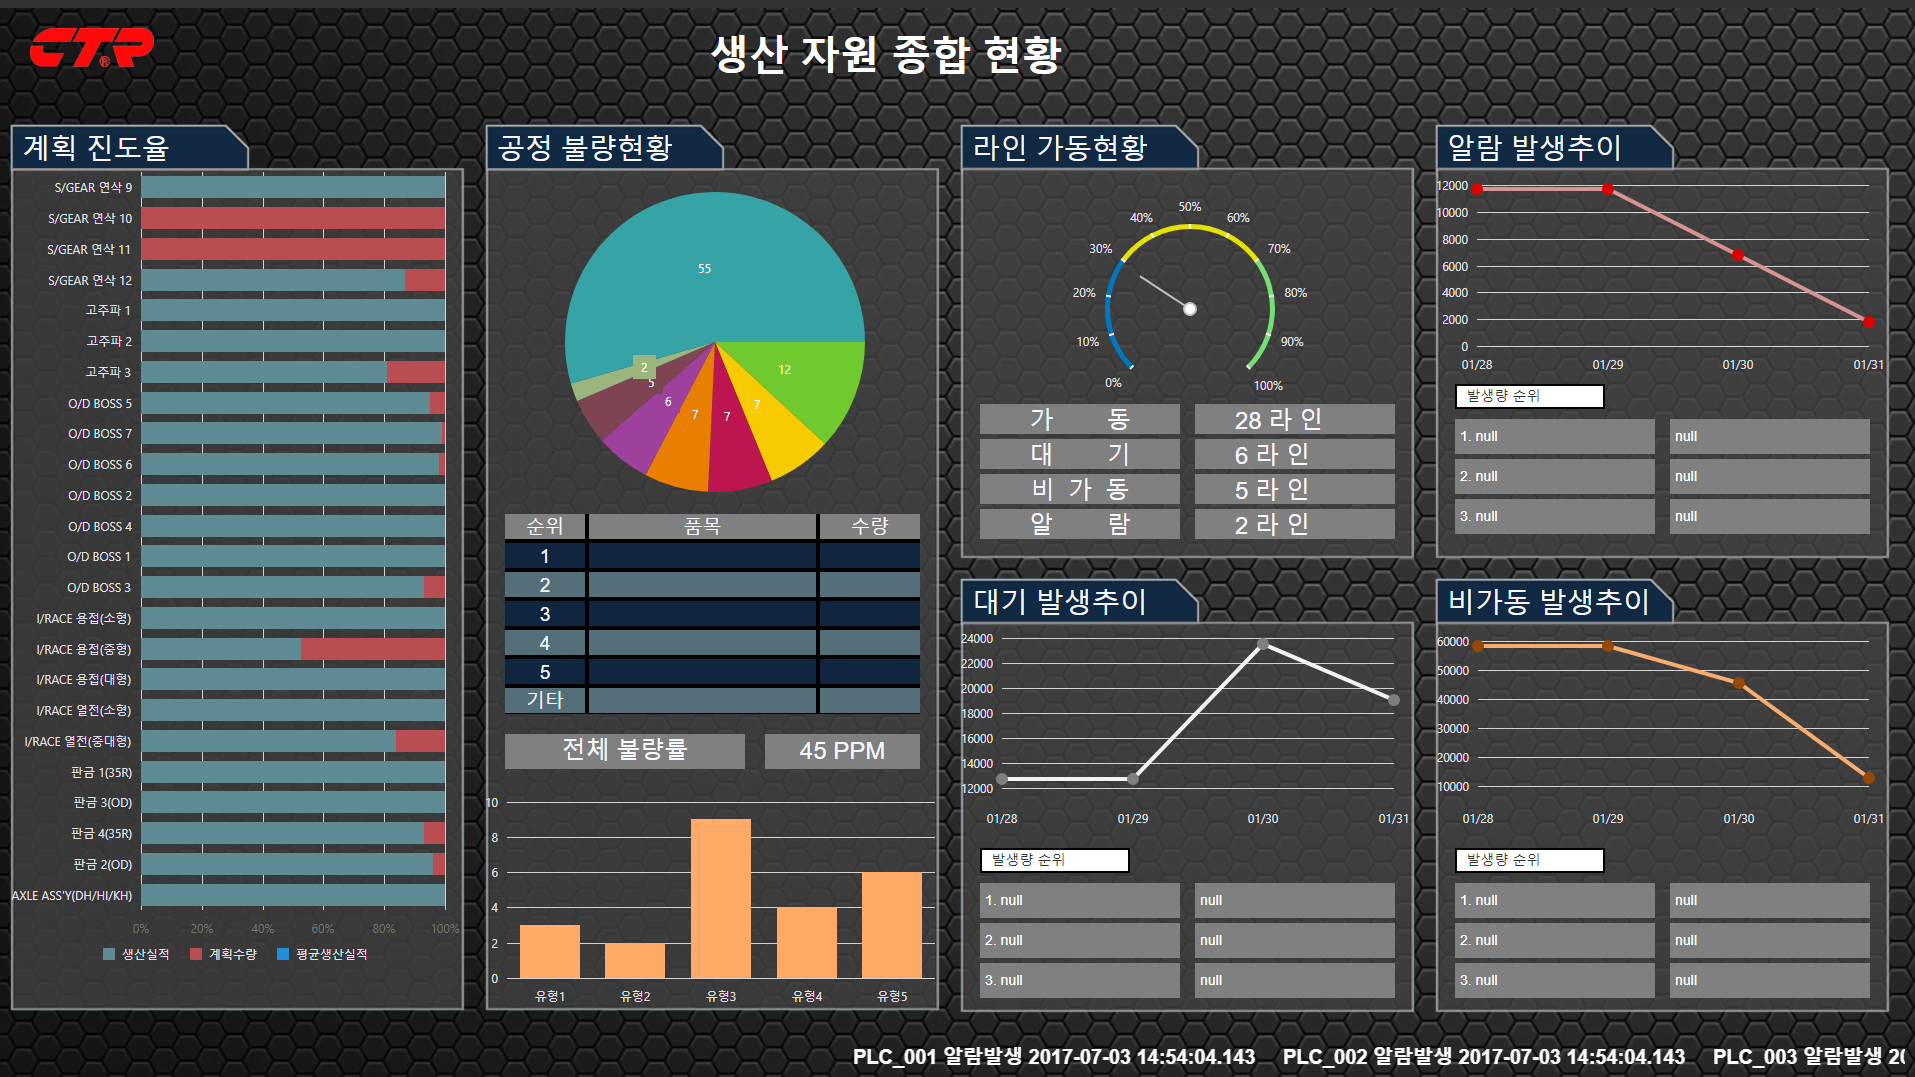 CTR®
생산 자원 종합 현황
계획 진도율
S/GEAR 연삭 9
S/GEAR 연삭 10
S/GEAR 연삭 11
S/GEAR 연삭 12
고주파 1
고주파 2
고주파 3
O/D BOSS 5
O/D BOSS 7
O/D BOSS 6
O/D BOSS 2
O/D BOSS 4
O/D BOSS 1
O/D BOSS 3
I/RACE 용접(소형)
I/RACE 용접(중형)
I/RACE 용접(대형)
I/RACE 열전(소형)
I/RACE 열전(중대형)
판금 1(35R)
판금 3(OD)
판금 4(35R)
판금 2(OD)
AXLE ASS'Y(DH/HI/KH)
0% 20% 40% 60% 80% 100%
생산실적 계획수량 평균생산실적
공정 불량현황
55
12
2
5
6
7
7
7
순위 품목 수량
1
2
3
4
5
기타
전체 불량률 45 PPM
10
8
6
4
2
0
유형1 유형2 유형3 유형4 유형5
라인 가동현황
0%
10%
20%
30%
40%
50%
60%
70%
80%
90%
100%
가 동 28 라 인
대 기 6 라 인
비 가 동 5 라 인
알 람 2 라 인
대기 발생추이
24000
22000
20000
18000
16000
14000
12000
01/28 01/29 01/30 01/31
발생량 순위
1. null null
2. null null
3. null null
알람 발생추이
12000
10000
8000
6000
4000
2000
0
01/28 01/29 01/30 01/31
발생량 순위
1. null null
2. null null
3. null null
비가동 발생추이
60000
50000
40000
30000
20000
10000
01/28 01/29 01/30 01/31
발생량 순위
1. null null
2. null null
3. null null
PLC_001 알람발생 2017-07-03 14:54:04.143 PLC_002 알람발생 2017-07-03 14:54:04.143 PLC_003 알람발생